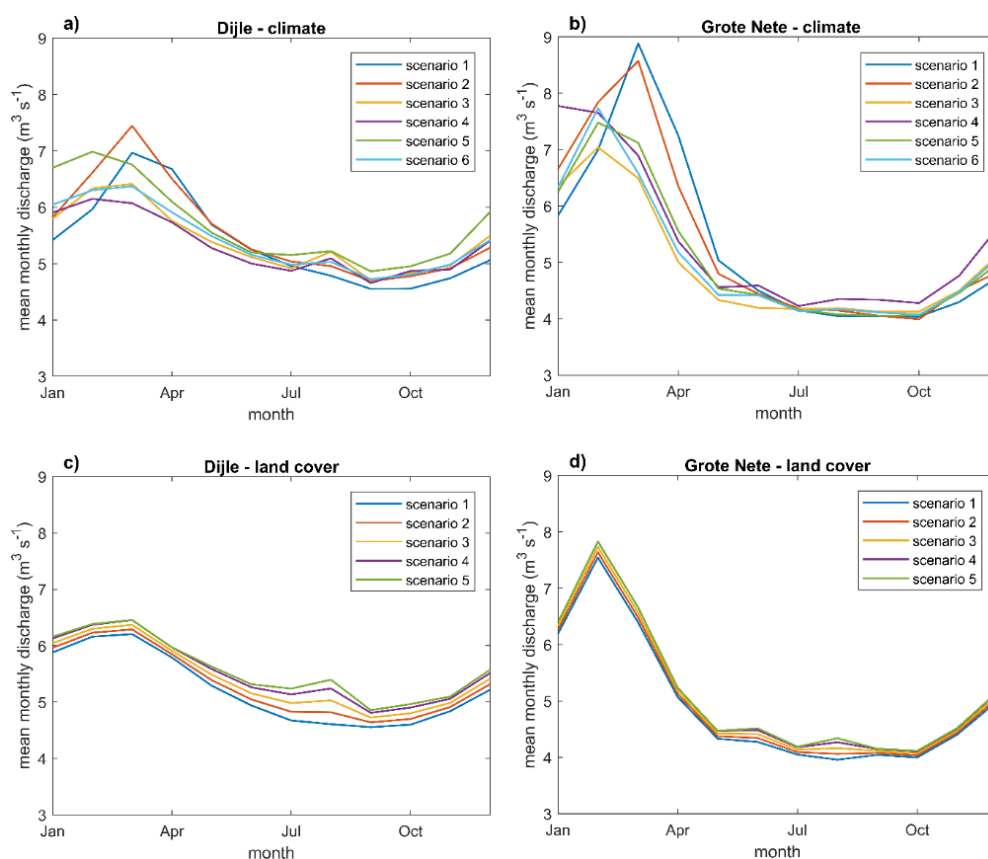 a)
Dijle - climate
9
8
7
6
5
4
3
mean monthly discharge (m³ s⁻¹)
scenario 1
scenario 2
scenario 3
scenario 4
scenario 5
scenario 6
Jan
Apr
Jul
Oct
month
b)
Grote Nete - climate
9
8
7
6
5
4
3
mean monthly discharge (m³ s⁻¹)
scenario 1
scenario 2
scenario 3
scenario 4
scenario 5
scenario 6
Jan
Apr
Jul
Oct
month
c)
Dijle - land cover
9
8
7
6
5
4
3
mean monthly discharge (m³ s⁻¹)
scenario 1
scenario 2
scenario 3
scenario 4
scenario 5
Jan
Apr
Jul
Oct
month
d)
Grote Nete - land cover
9
8
7
6
5
4
3
mean monthly discharge (m³ s⁻¹)
scenario 1
scenario 2
scenario 3
scenario 4
scenario 5
Jan
Apr
Jul
Oct
month